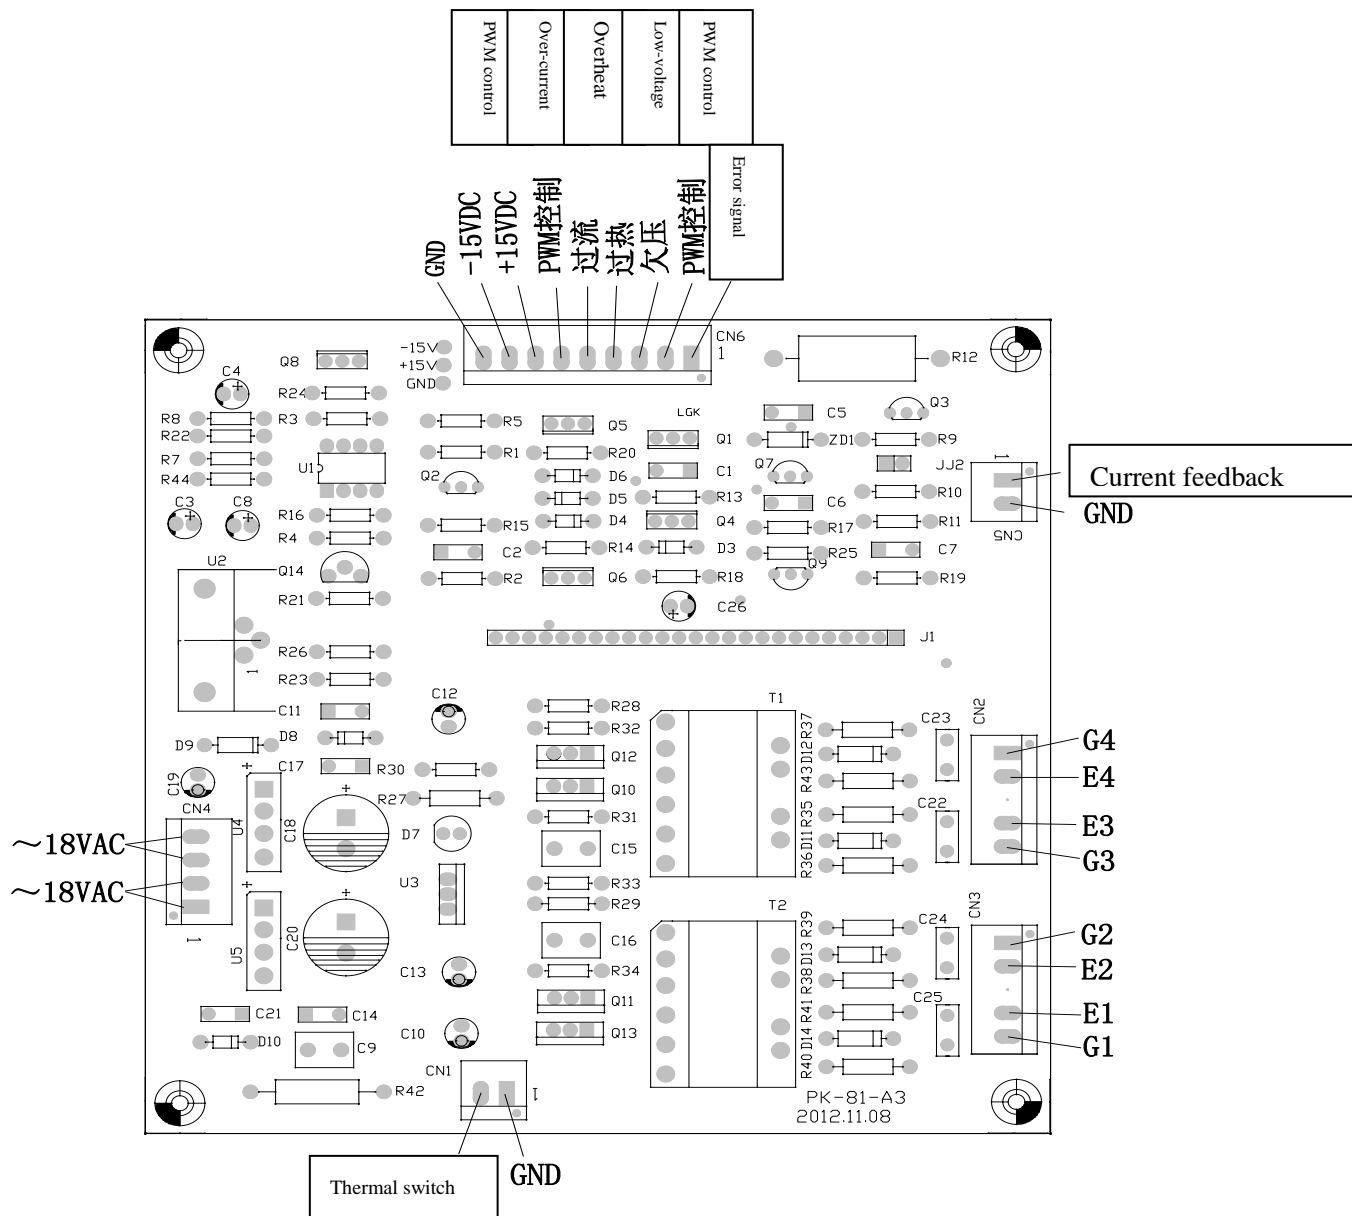 PWM control
Over-current
Overheat
Low-voltage
PWM control
Error signal
GND
-15VDC
+15VDC
PWM控制
过流
过热
欠压
PWM控制
-15V
+15V
GND
CN6
1
Q8
C4
R24
R8
R3
R22
R7
U1
R44
C3
C8
R16
R4
U2
Q14
R21
R26
R23
1
C11
D9
D8
C17
+
C19
CN4
U4
C18
+
R5
R1
Q2
R15
C2
R2
Q5
R20
D6
D5
D4
R14
Q6
LGK
Q1
C1
R13
Q4
D3
R18
C26
C5
ZD1
Q7
C6
R17
R25
Q9
R12
Q3
R9
JJ2
R10
R11
C7
R19
1
CN5
Current feedback
GND
J1
C12
R30
R27
D7
U3
C13
C10
R28
R32
Q12
Q10
R31
C15
R33
R29
C16
R34
Q11
Q13
T1
T2
R37
D12
R43
R35
D11
R36
C23
C22
CN2
G4
E4
E3
G3
R39
D13
R38
R41
D14
R40
C24
C25
CN3
G2
E2
E1
G1
～18VAC
～18VAC
1
+
U5
C20
+
C21
C14
D10
C9
R42
CN1
1
PK-81-A3
2012.11.08
Thermal switch
GND